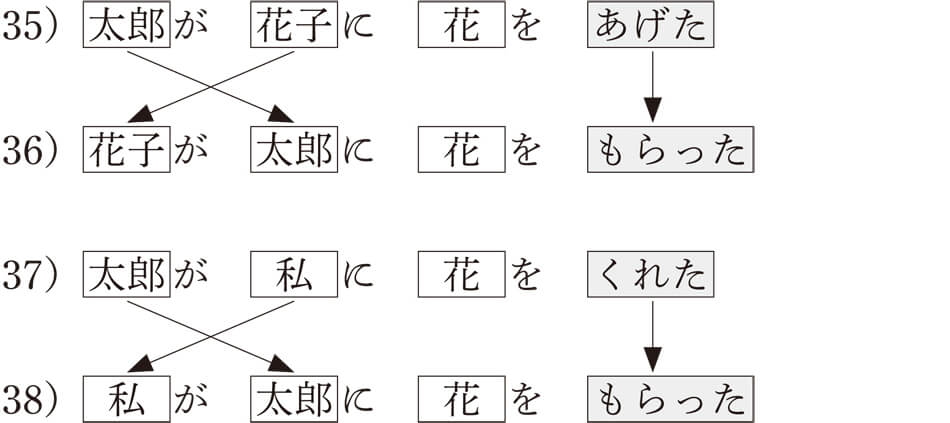 35） 太郎が 花子に 花を あげた
36） 花子が 太郎に 花を もらった
37） 太郎が 私に 花を くれた
38） 私が 太郎に 花を もらった